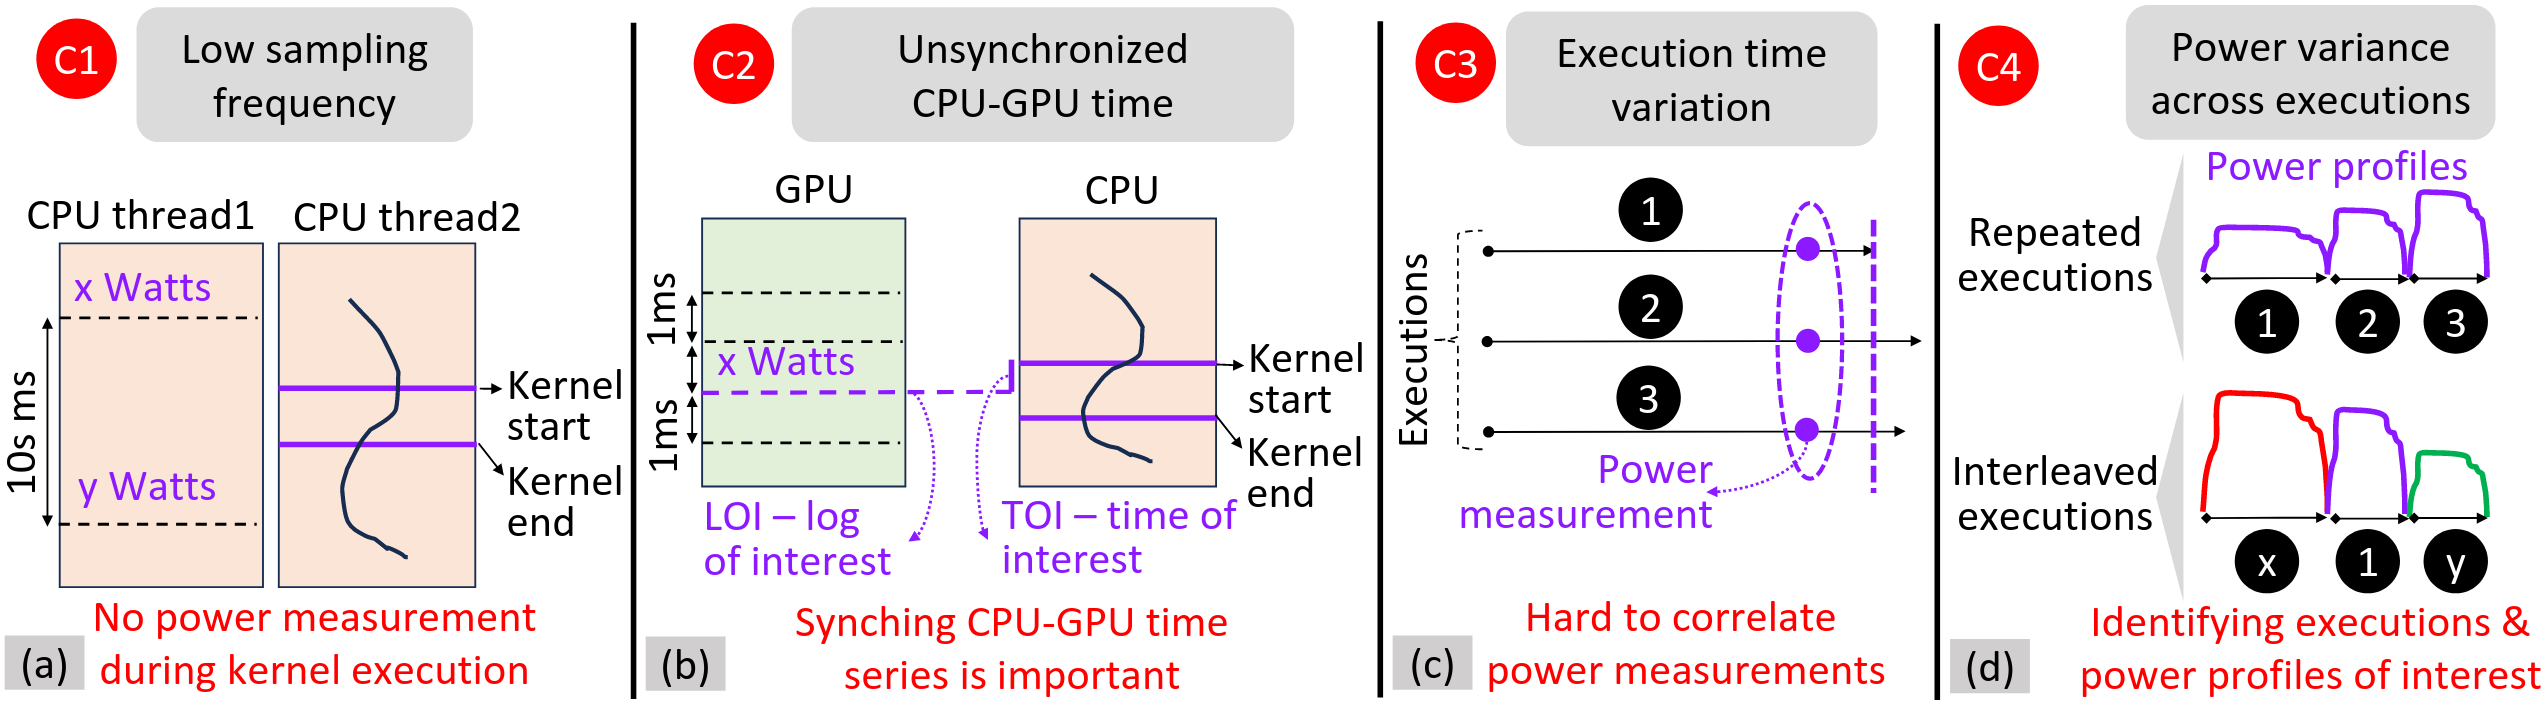 C1
Low sampling
frequency
CPU thread1
CPU thread2
x Watts
10s ms
y Watts
Kernel
start
Kernel
end
No power measurement
during kernel execution
(a)
C2
Unsynchronized
CPU-GPU time
GPU
CPU
1ms
x Watts
1ms
Kernel
start
Kernel
end
LOI – log
of interest
TOI – time of
interest
Synching CPU-GPU time
series is important
(b)
C3
Execution time
variation
Executions
1
2
3
Power
measurement
Hard to correlate
power measurements
(c)
C4
Power variance
across executions
Power profiles
Repeated
executions
1 2 3
Interleaved
executions
x 1 y
Identifying executions &
power profiles of interest
(d)